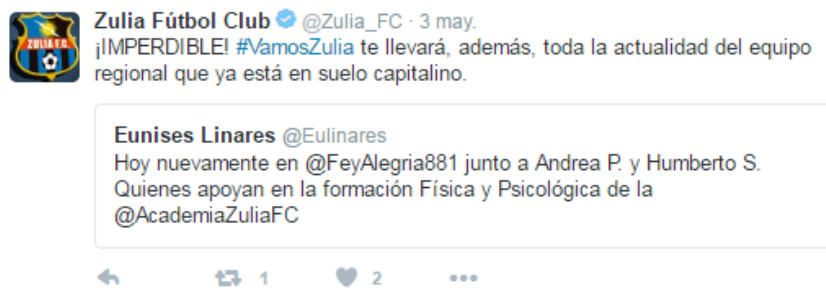 Zulia Fútbol Club @Zulia_FC · 3 may.
¡IMPERDIBLE! #VamosZulia te llevará, además, toda la actualidad del equipo
regional que ya está en suelo capitalino.
Eunises Linares @Eulinares
Hoy nuevamente en @FeyAlegria881 junto a Andrea P. y Humberto S.
Quienes apoyan en la formación Física y Psicológica de la
@AcademiaZuliaFC
1 2
ZULIA F.C.